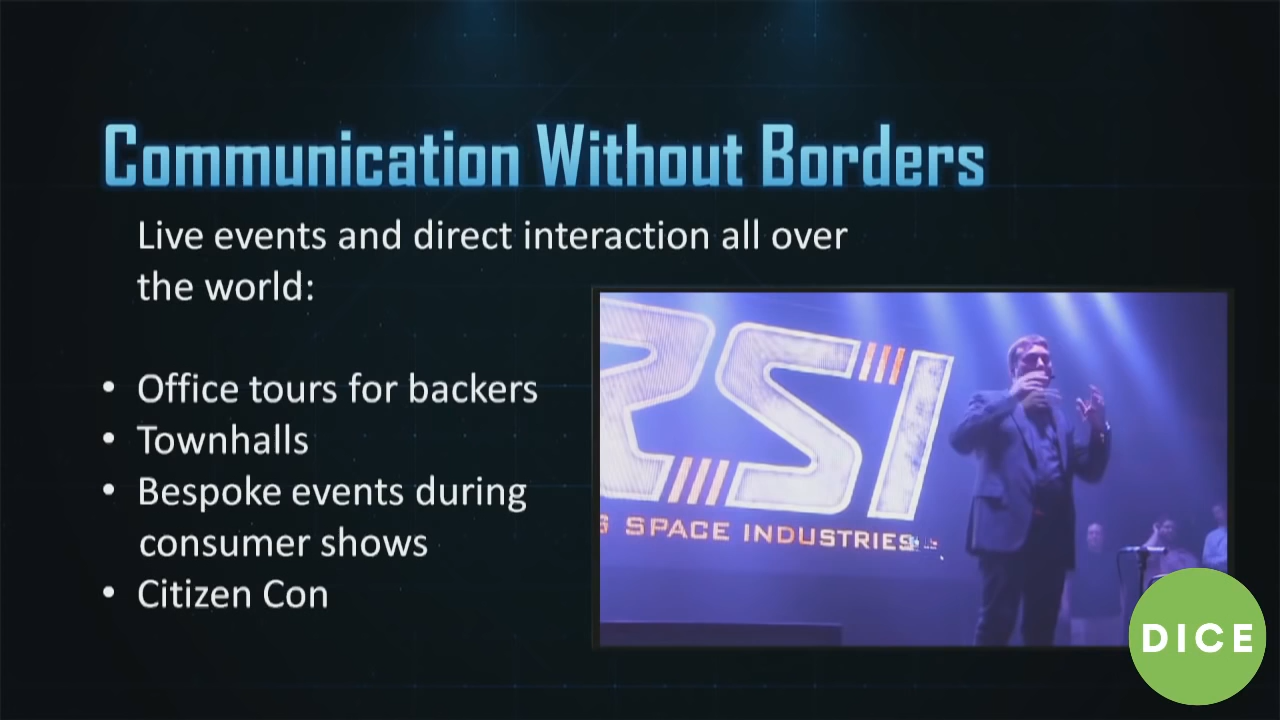 Communication Without Borders
Live events and direct interaction all over
the world:
• Office tours for backers
• Townhalls
• Bespoke events during
consumer shows
• Citizen Con
RSI
G SPACE INDUSTRIES
DICE